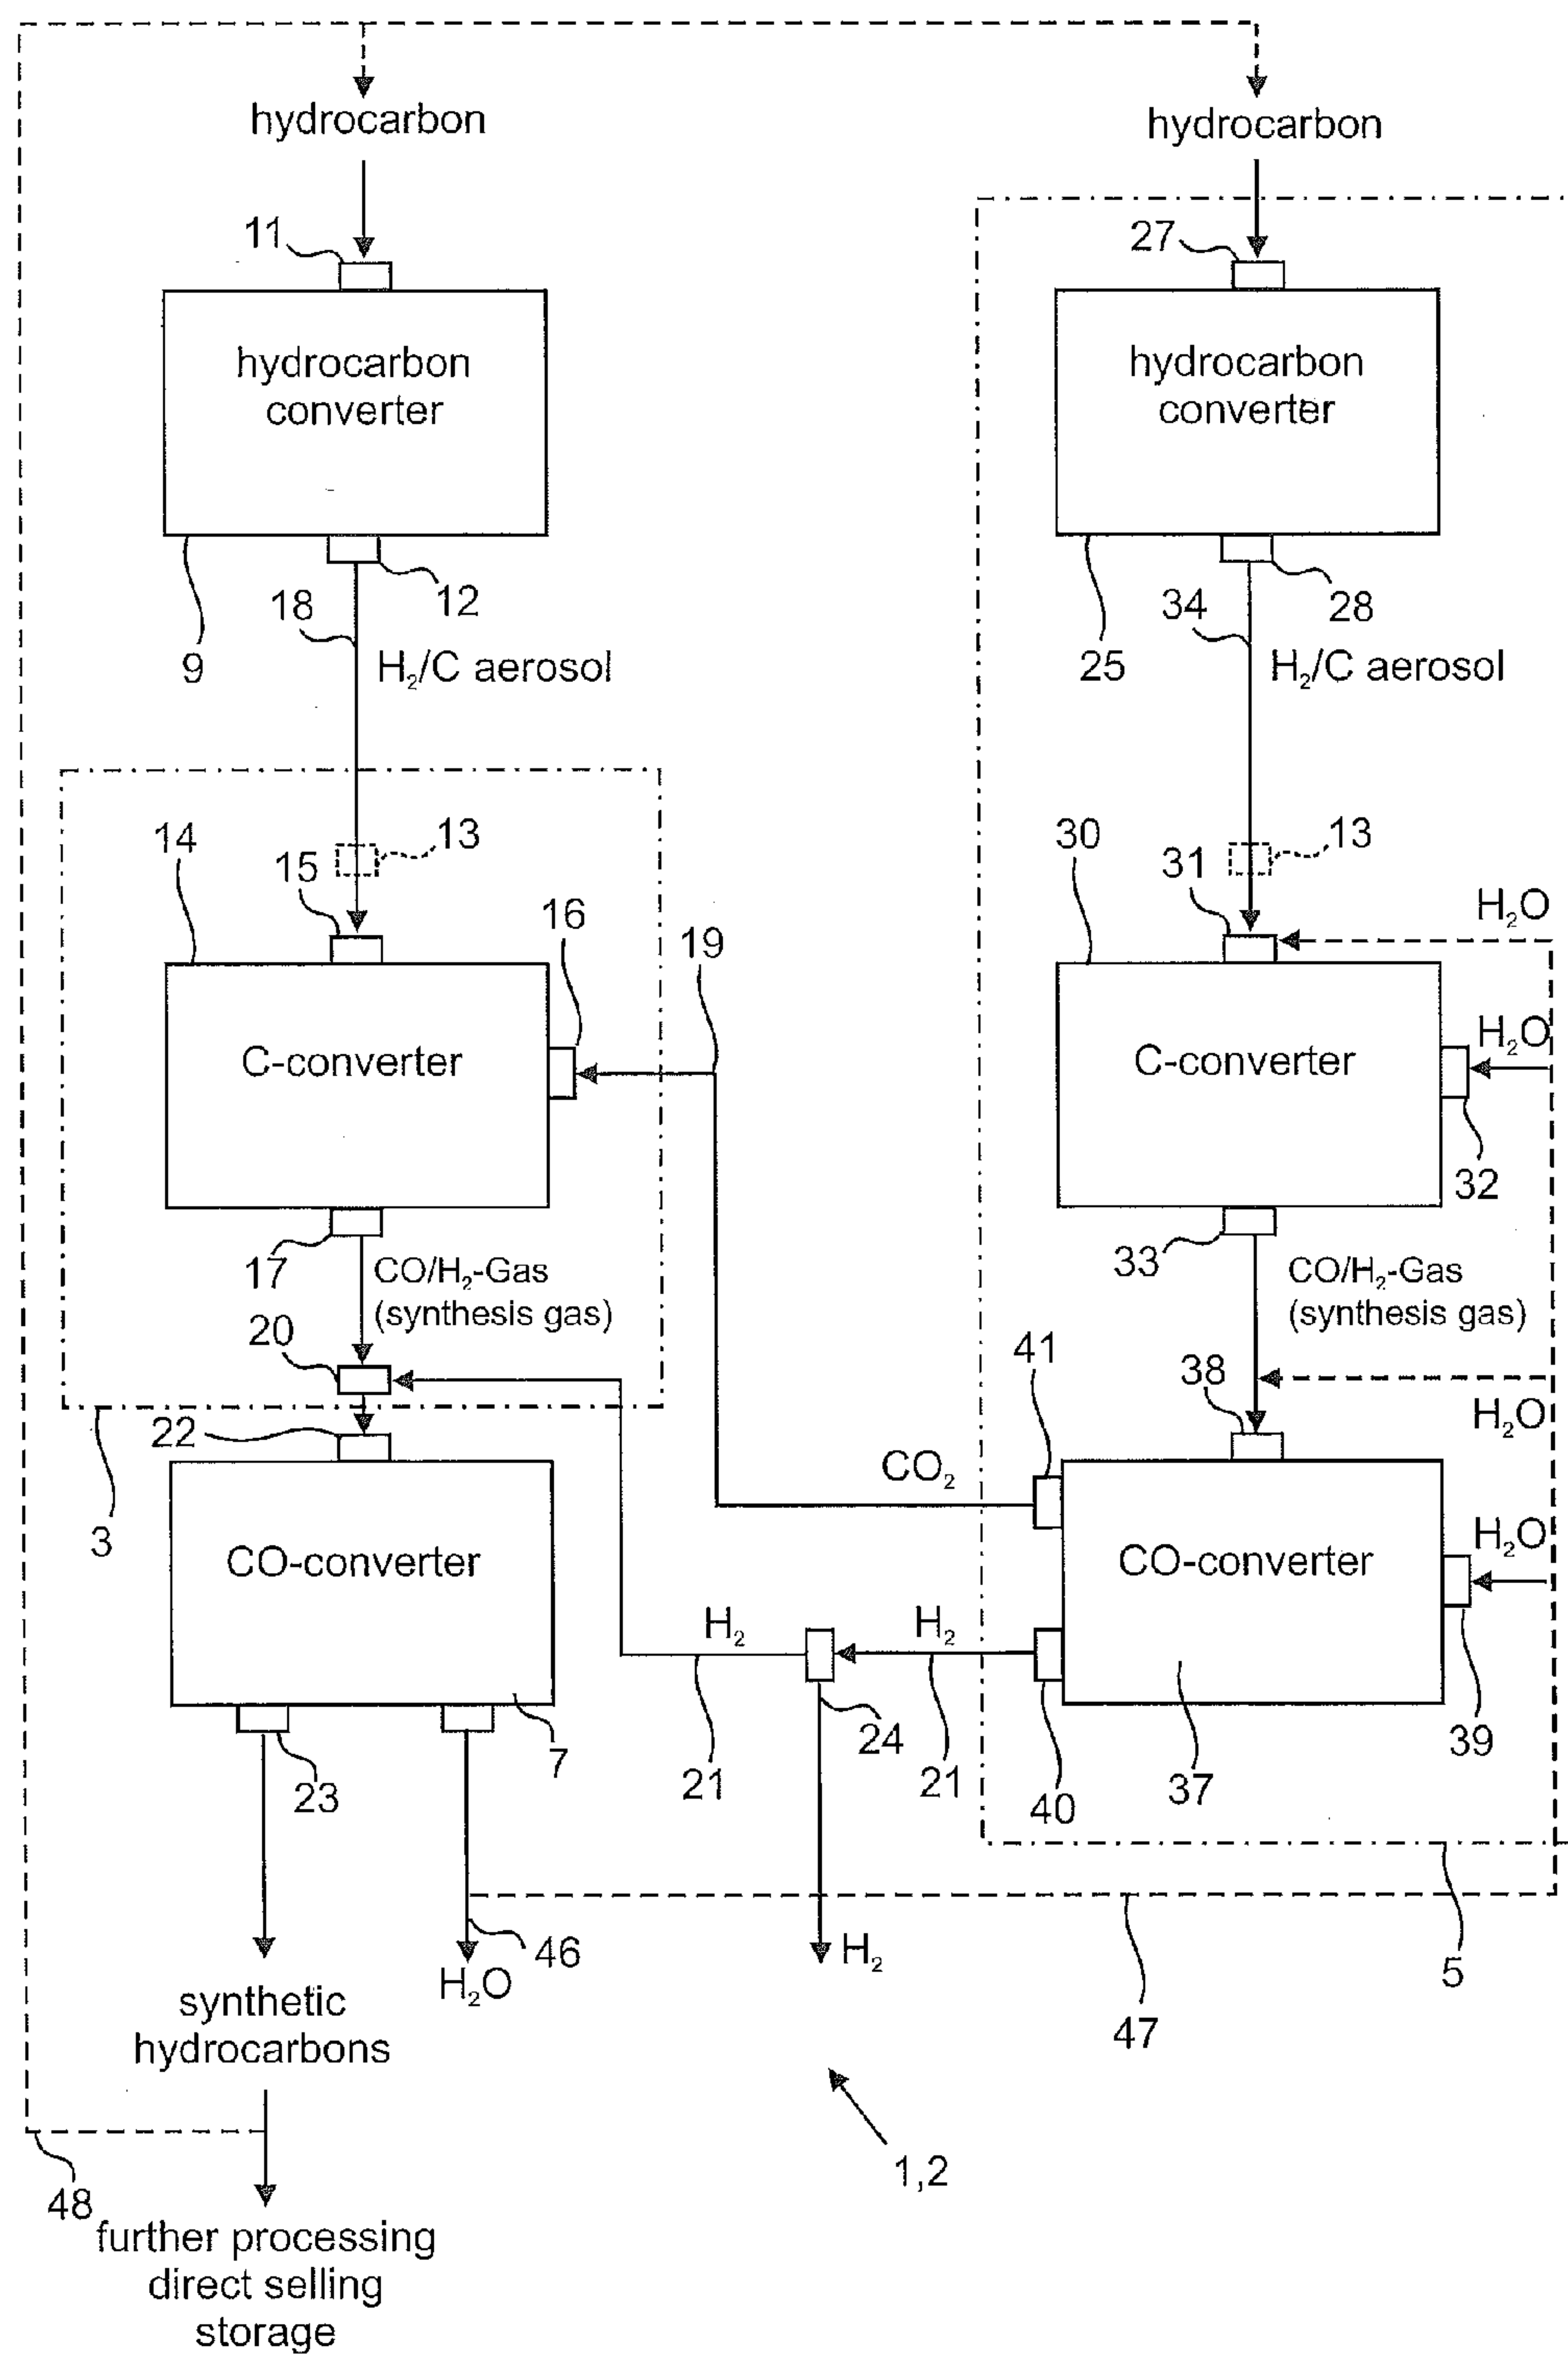 hydrocarbon
hydrocarbon
11
27
hydrocarbon
converter
hydrocarbon
converter
12
28
18
34
9
H₂/C aerosol
25
H₂/C aerosol
14
13
15
30
13
31
16
19
H₂O
H₂O
C-converter
C-converter
32
17
33
CO/H₂-Gas
(synthesis gas)
CO/H₂-Gas
(synthesis gas)
20
41
38
22
H₂O
CO₂
3
H₂O
CO-converter
CO-converter
H₂
H₂
7
24
39
23
21
21
40
37
46
H₂
H₂O
5
synthetic
hydrocarbons
47
1,2
48
further processing
direct selling
storage